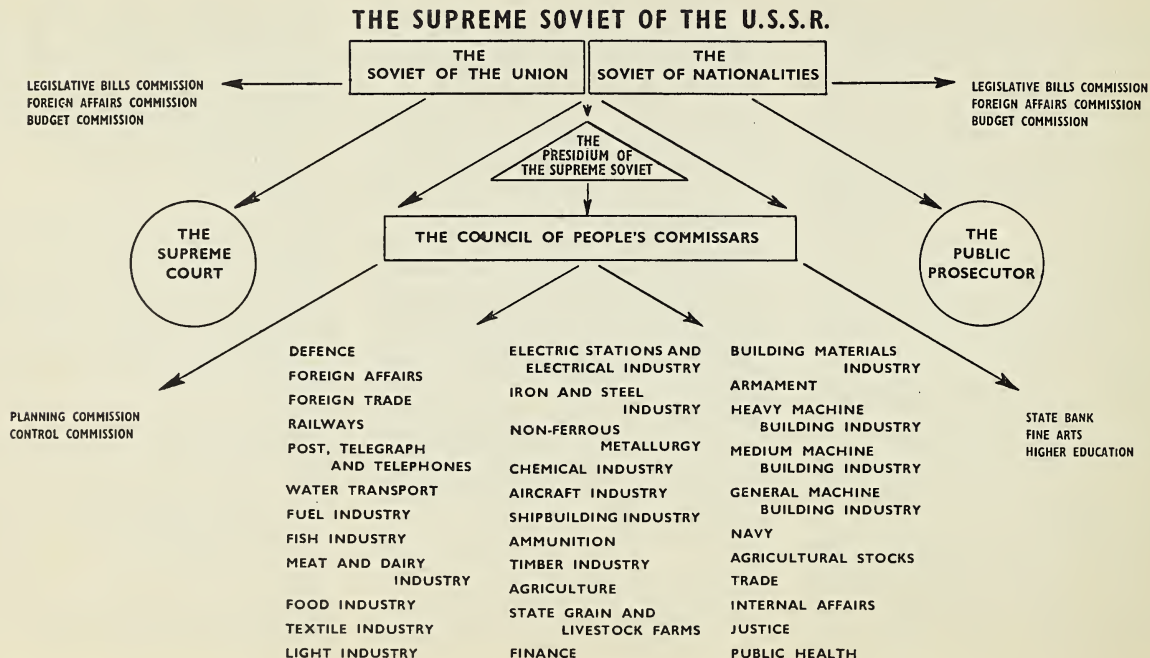 THE SUPREME SOVIET OF THE U.S.S.R.
THE
SOVIET OF THE UNION
THE
SOVIET OF NATIONALITIES
LEGISLATIVE BILLS COMMISSION
FOREIGN AFFAIRS COMMISSION
BUDGET COMMISSION
LEGISLATIVE BILLS COMMISSION
FOREIGN AFFAIRS COMMISSION
BUDGET COMMISSION
THE
PRESIDIUM OF
THE SUPREME SOVIET
THE
SUPREME
COURT
THE COUNCIL OF PEOPLE'S COMMISSARS
THE
PUBLIC
PROSECUTOR
PLANNING COMMISSION
CONTROL COMMISSION
DEFENCE
FOREIGN AFFAIRS
FOREIGN TRADE
RAILWAYS
POST, TELEGRAPH
AND TELEPHONES
WATER TRANSPORT
FUEL INDUSTRY
FISH INDUSTRY
MEAT AND DAIRY
INDUSTRY
FOOD INDUSTRY
TEXTILE INDUSTRY
LIGHT INDUSTRY
ELECTRIC STATIONS AND
ELECTRICAL INDUSTRY
IRON AND STEEL
INDUSTRY
NON-FERROUS
METALLURGY
CHEMICAL INDUSTRY
AIRCRAFT INDUSTRY
SHIPBUILDING INDUSTRY
AMMUNITION
TIMBER INDUSTRY
AGRICULTURE
STATE GRAIN AND
LIVESTOCK FARMS
FINANCE
BUILDING MATERIALS
INDUSTRY
ARMAMENT
HEAVY MACHINE
BUILDING INDUSTRY
MEDIUM MACHINE
BUILDING INDUSTRY
GENERAL MACHINE
BUILDING INDUSTRY
NAVY
AGRICULTURAL STOCKS
TRADE
INTERNAL AFFAIRS
JUSTICE
PUBLIC HEALTH
STATE BANK
FINE ARTS
HIGHER EDUCATION